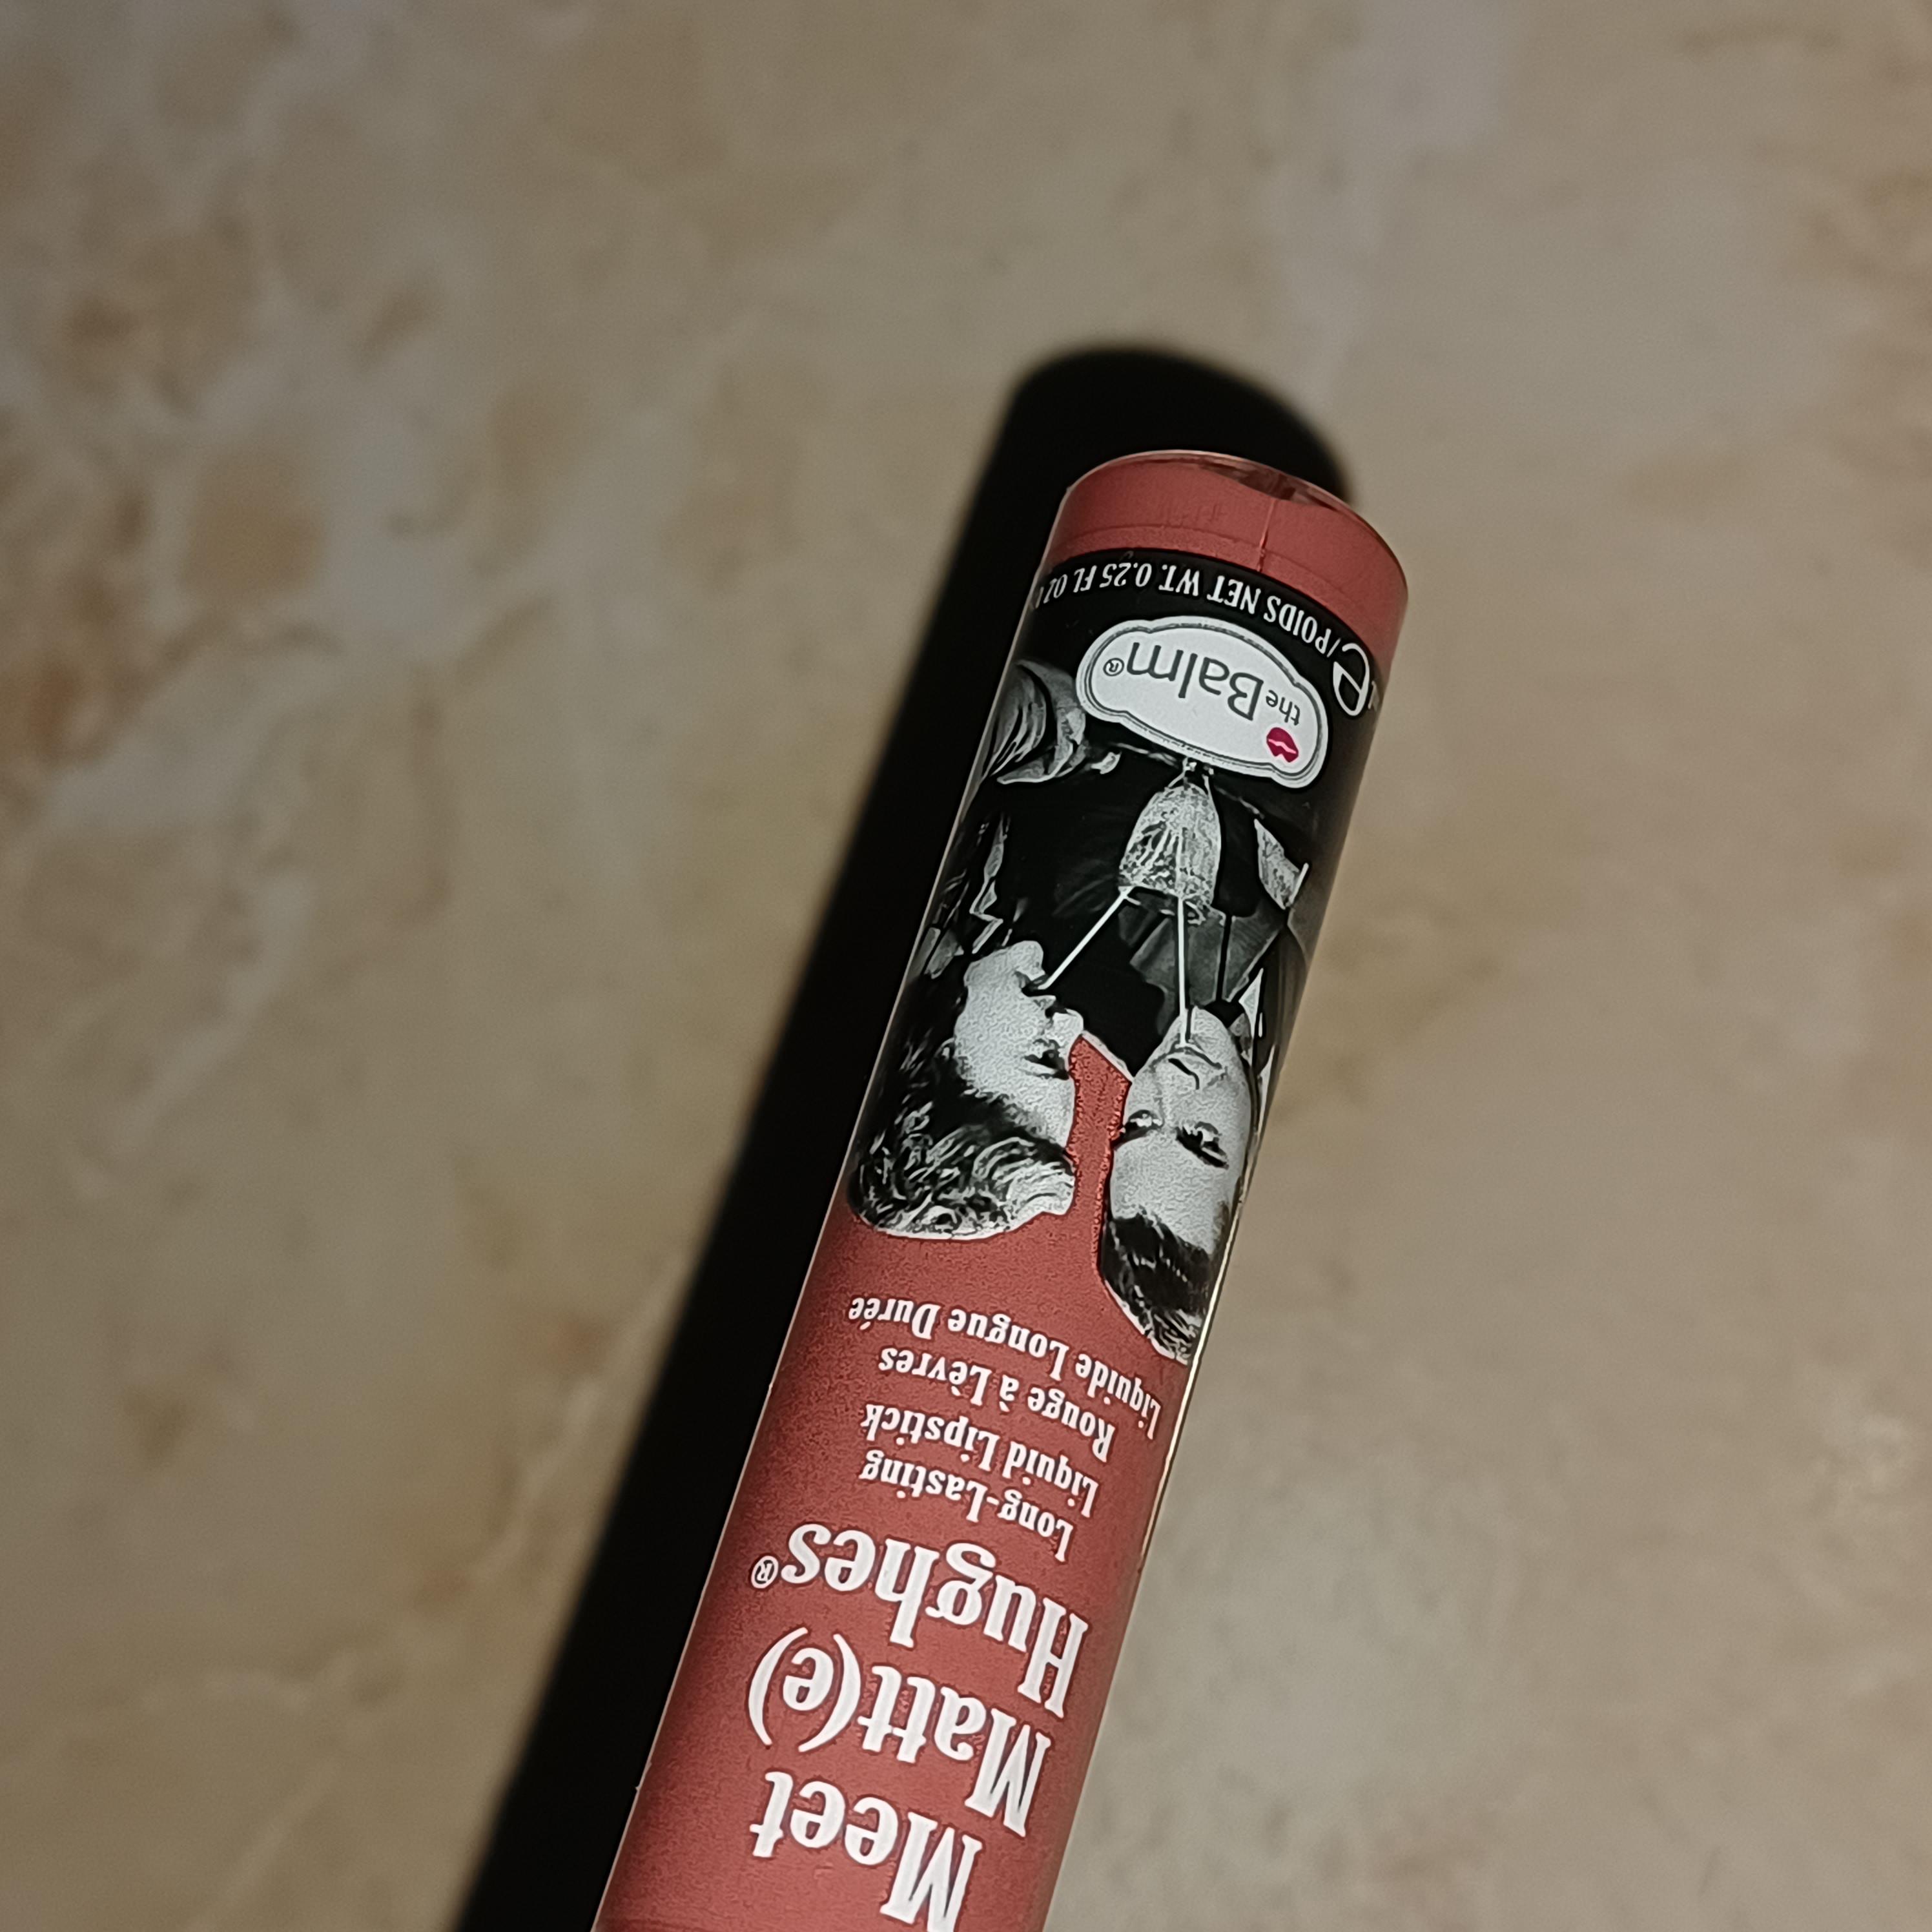 Meet
Matt(e)
Hughes®
Long-Lasting
Liquid Lipstick
Rouge à Lèvres
Liquide Longue Durée
the Balm®
e/POIDS NET WT. 0.25 FL OZ